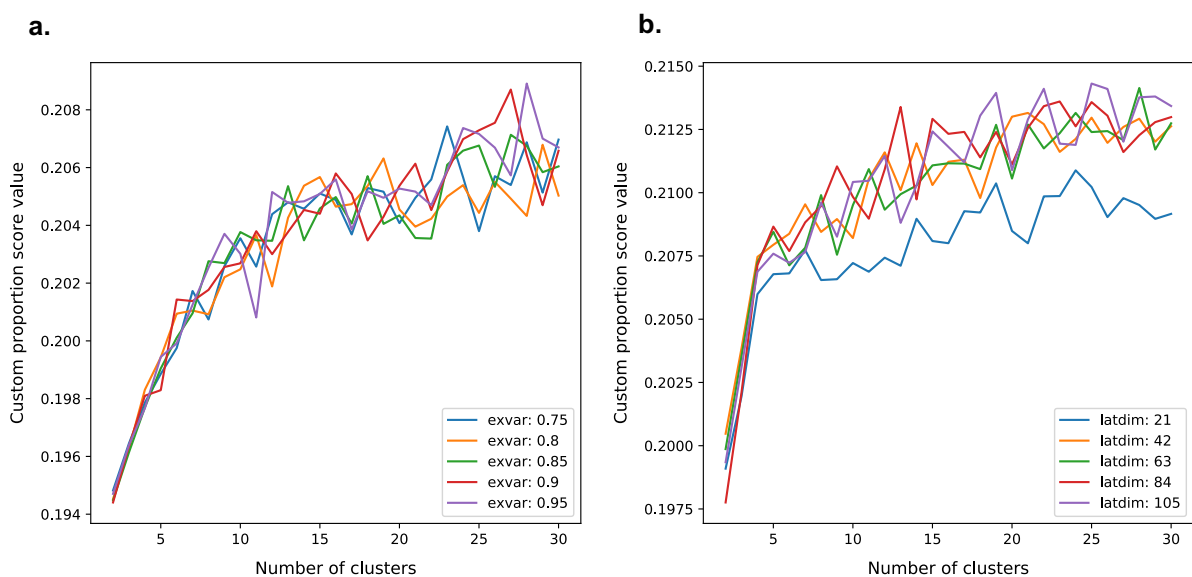 a.
Custom proportion score value
0.208
0.206
0.204
0.202
0.200
0.198
0.196
0.194
5
10
15
20
25
30
Number of clusters
exvar: 0.75
exvar: 0.8
exvar: 0.85
exvar: 0.9
exvar: 0.95
b.
Custom proportion score value
0.2150
0.2125
0.2100
0.2075
0.2050
0.2025
0.2000
0.1975
5
10
15
20
25
30
Number of clusters
latdim: 21
latdim: 42
latdim: 63
latdim: 84
latdim: 105